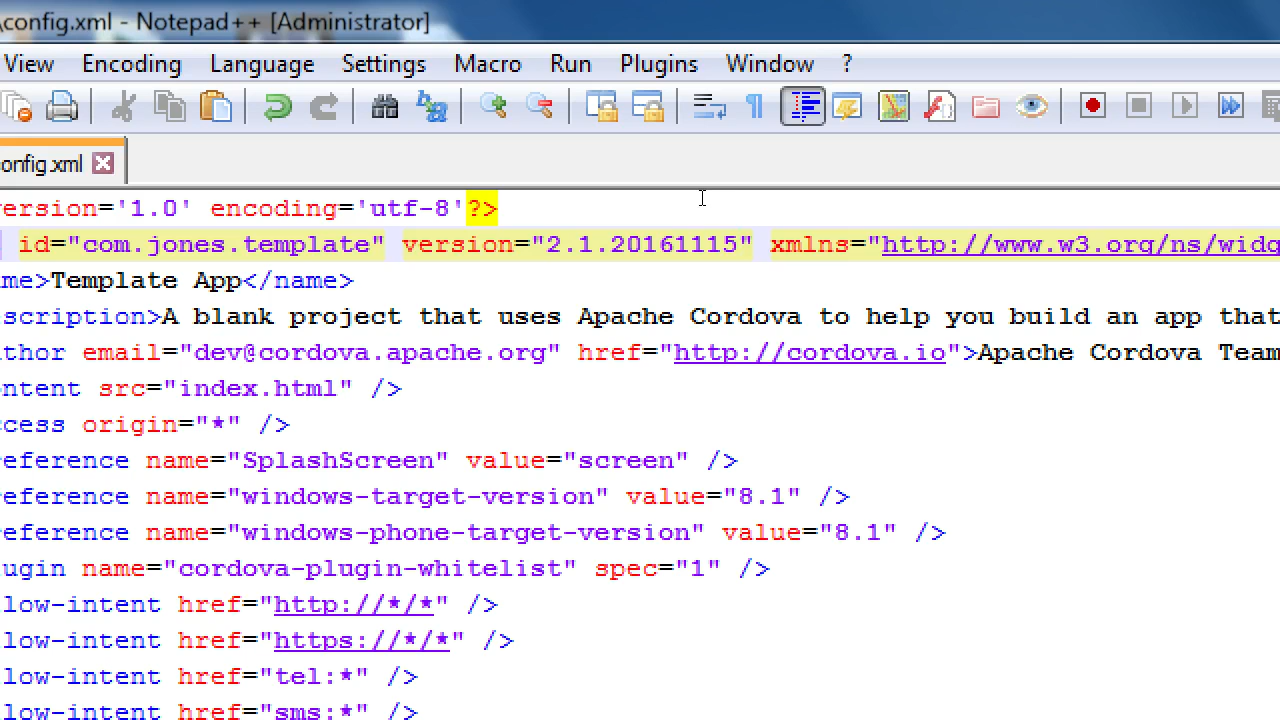 \config.xml - Notepad++ [Administrator]
View Encoding Language Settings Macro Run Plugins Window ?
onfig.xml
ersion='1.0' encoding='utf-8'?>
id="com.jones.template" version="2.1.20161115" xmlns="http://www.w3.org/ns/widg
me>Template App</name>
scription>A blank project that uses Apache Cordova to help you build an app that
thor email="dev@cordova.apache.org" href="http://cordova.io">Apache Cordova Team
ntent src="index.html" />
cess origin="*" />
eference name="SplashScreen" value="screen" />
eference name="windows-target-version" value="8.1" />
eference name="windows-phone-target-version" value="8.1" />
ugin name="cordova-plugin-whitelist" spec="1" />
low-intent href="http://*/*" />
low-intent href="https://*/*" />
low-intent href="tel:*" />
low-intent href="sms:*" />